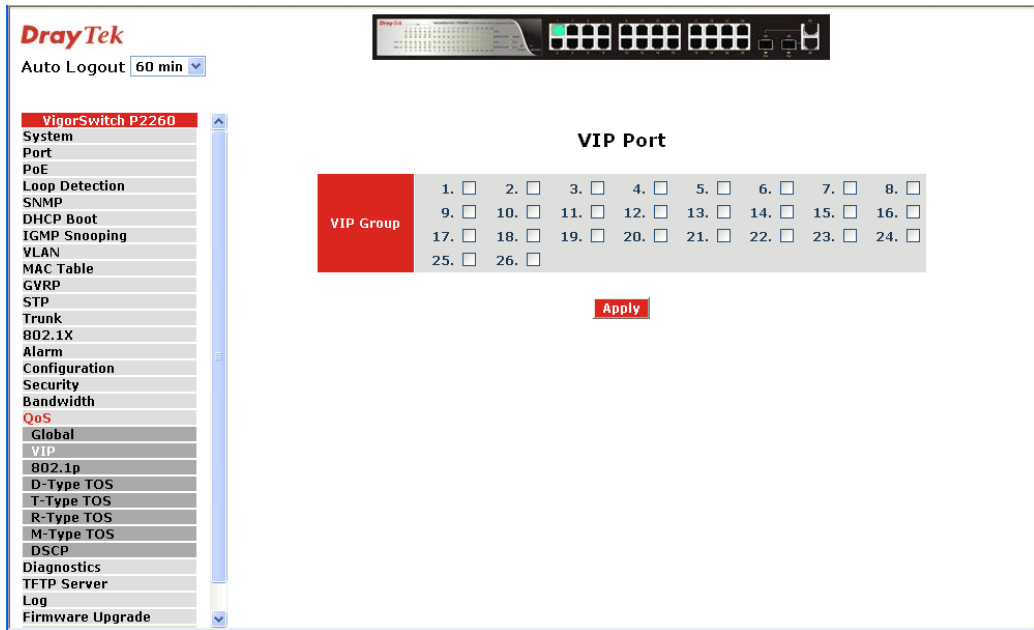 DrayTek
Auto Logout 60 min
DrayTek
VigorSwitch P2260
System
Port
PoE
Loop Detection
SNMP
DHCP Boot
IGMP Snooping
VLAN
MAC Table
GVRP
STP
Trunk
802.1X
Alarm
Configuration
Security
Bandwidth
QoS
Global
VIP
802.1p
D-Type TOS
T-Type TOS
R-Type TOS
M-Type TOS
DSCP
Diagnostics
TFTP Server
Log
Firmware Upgrade
VIP Port
VIP Group
1. 2. 3. 4. 5. 6. 7. 8.
9. 10. 11. 12. 13. 14. 15. 16.
17. 18. 19. 20. 21. 22. 23. 24.
25. 26.
Apply